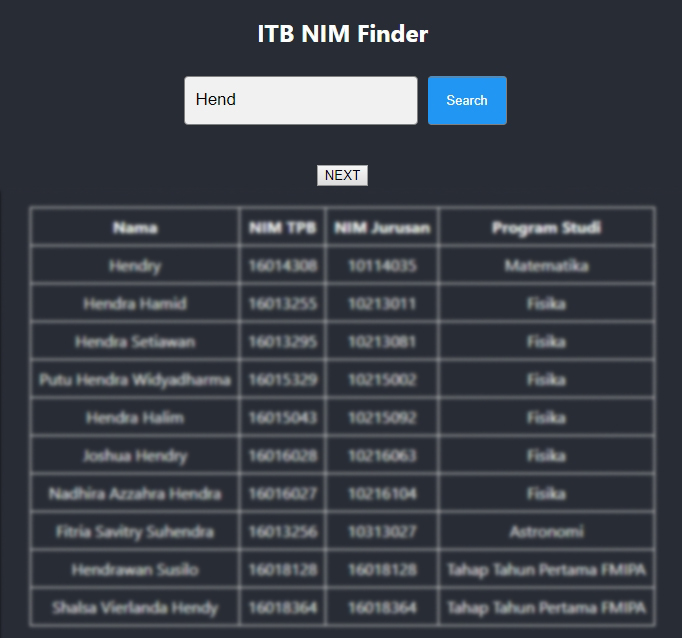 ITB NIM Finder
Hend Search
NEXT
Nama NIM TPB NIM Jurusan Program Studi
Hendry 16014308 10114035 Matematika
Hendra Hamid 16013255 10213011 Fisika
Hendra Setiawan 16013295 10213081 Fisika
Putu Hendra Widyadharma 16015329 10215002 Fisika
Hendra Halim 16015043 10215092 Fisika
Joshua Hendry 16016028 10216063 Fisika
Nadhira Azzahra Hendra 16016027 10216104 Fisika
Fitria Savitry Suhendra 16013256 10313027 Astronomi
Hendrawan Susilo 16018128 16018128 Tahap Tahun Pertama FMIPA
Shalsa Vierlanda Hendy 16018364 16018364 Tahap Tahun Pertama FMIPA